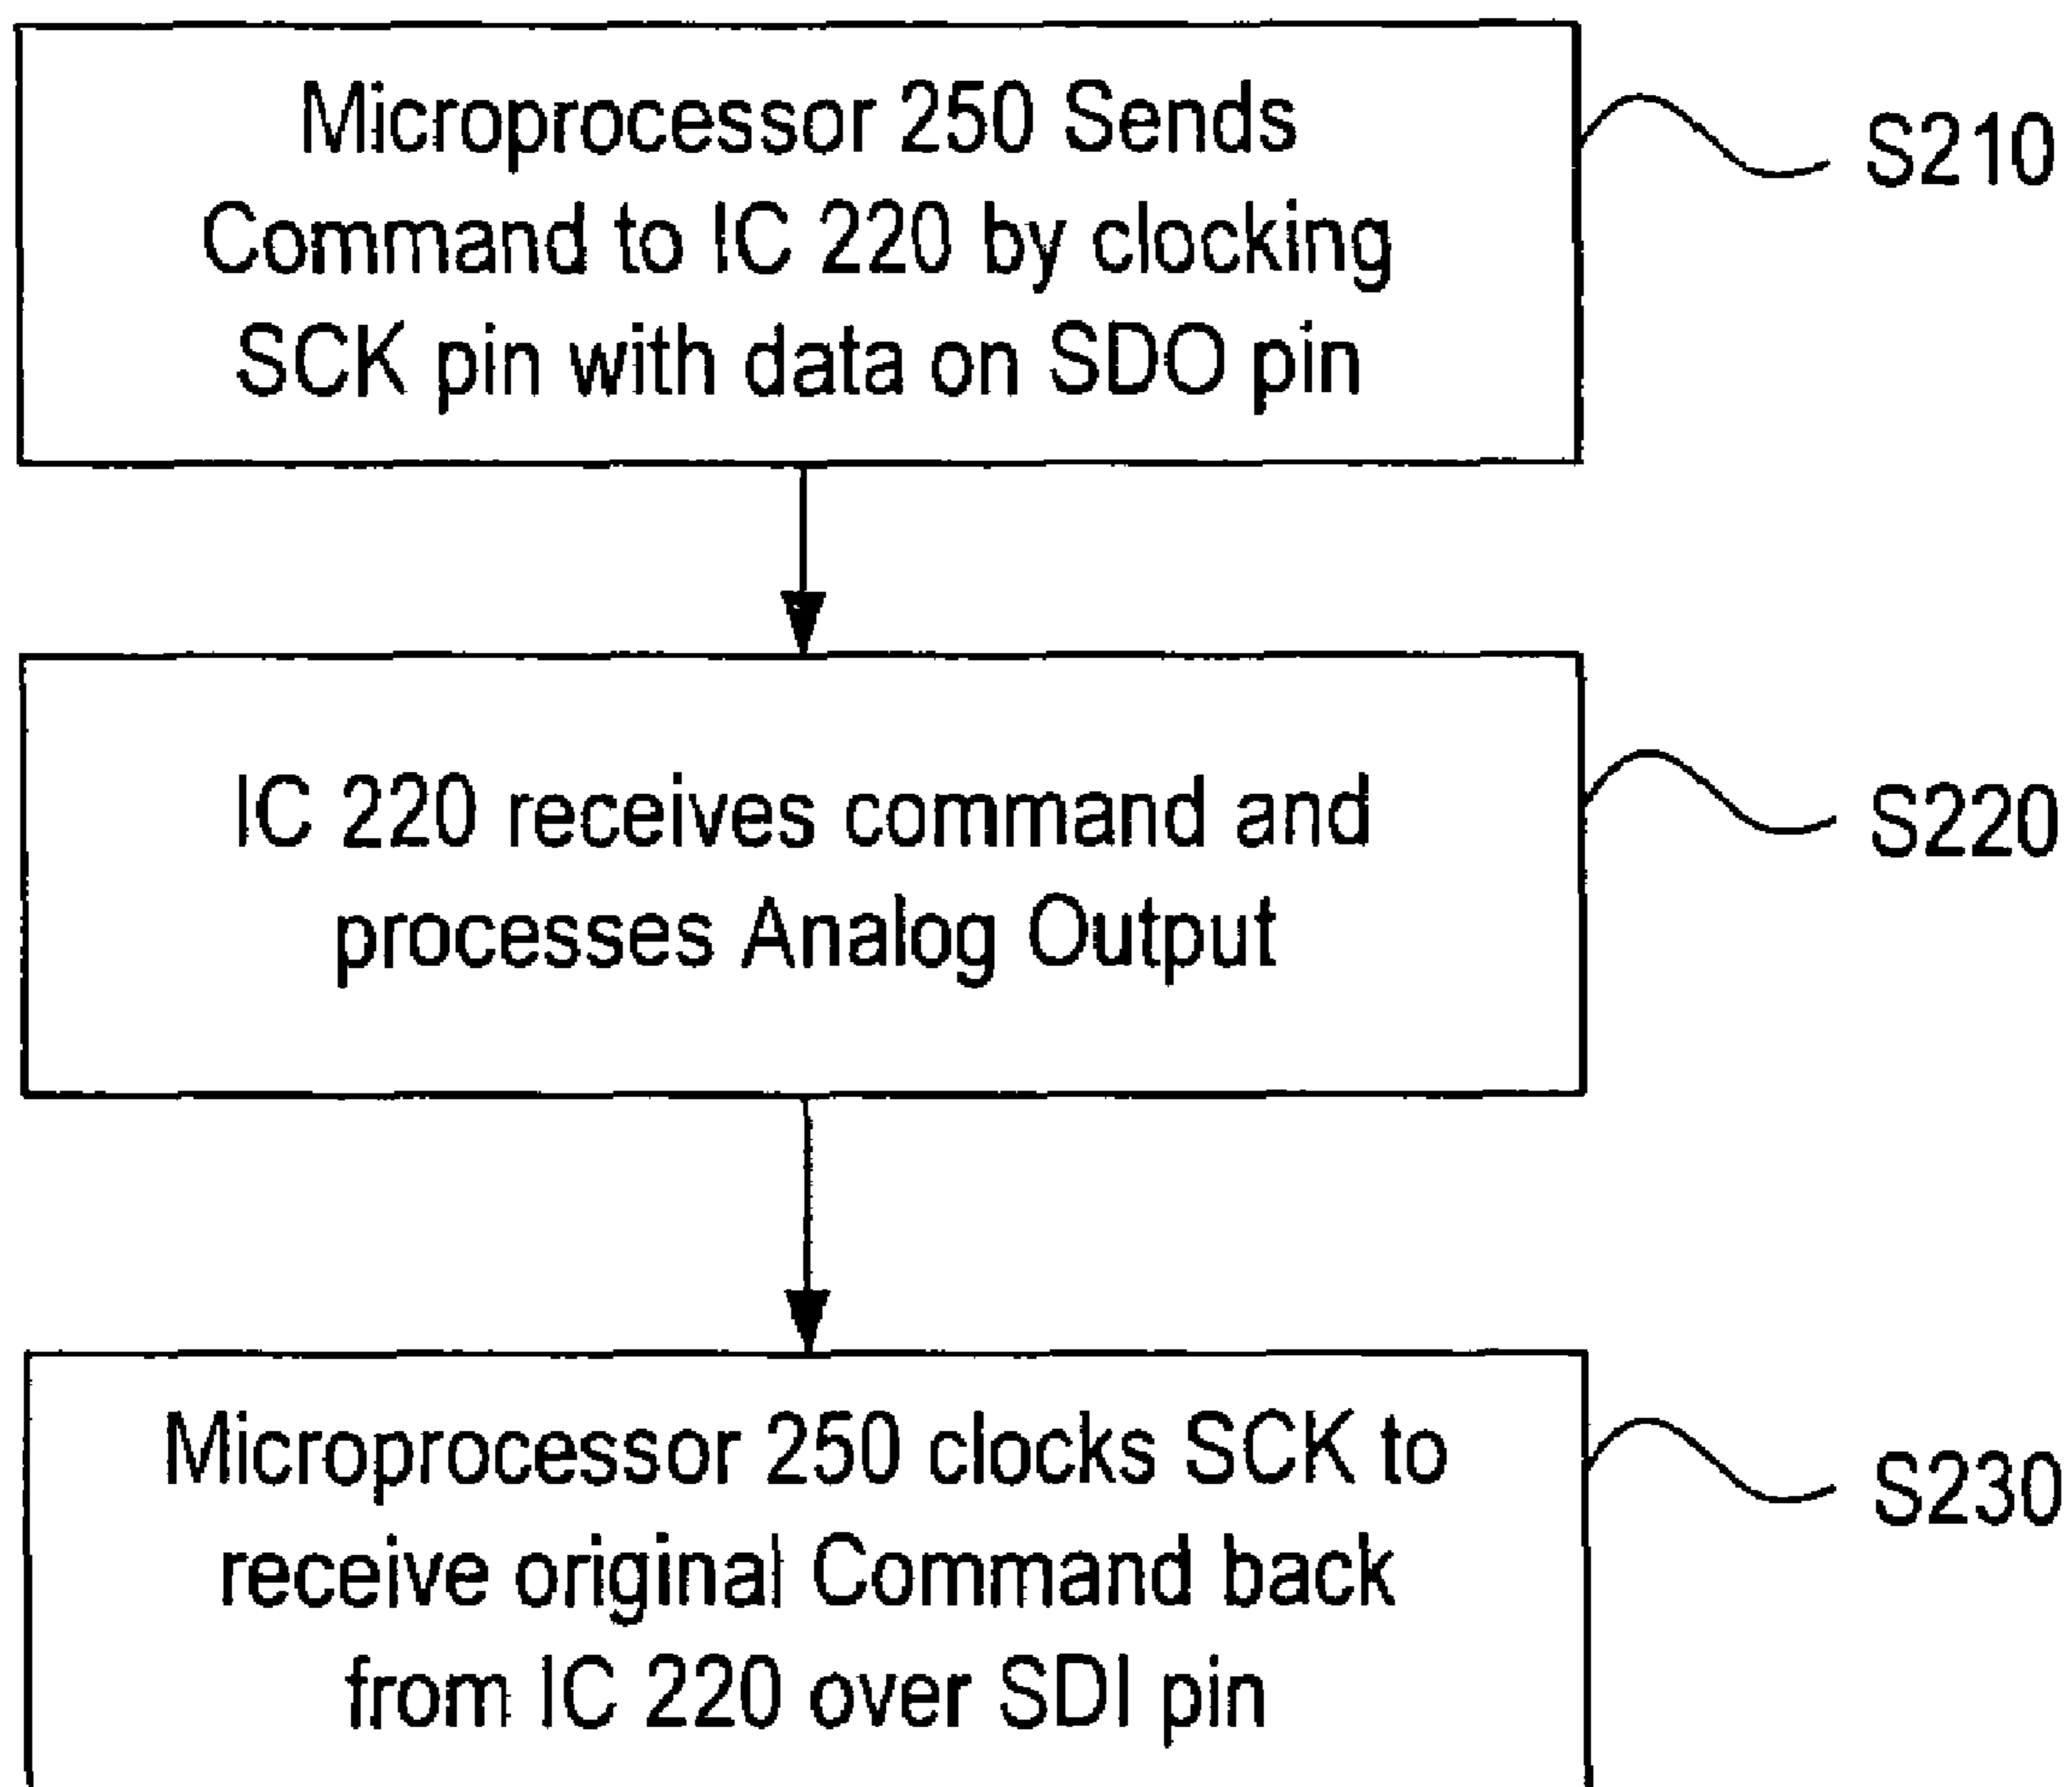 Microprocessor 250 Sends
Command to IC 220 by clocking
SCK pin with data on SDO pin
S210
IC 220 receives command and
processes Analog Output
S220
Microprocessor 250 clocks SCK to
receive original Command back
from IC 220 over SDI pin
S230